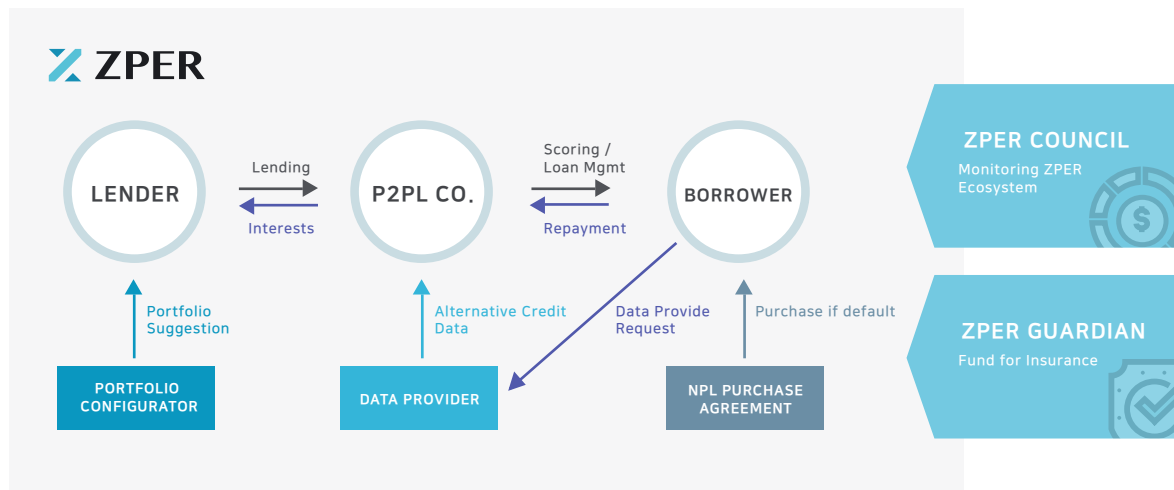 ZPER
LENDER
Lending
Interests
P2PL CO.
Scoring /
Loan Mgmt
Repayment
BORROWER
ZPER COUNCIL
Monitoring ZPER
Ecosystem
$
Portfolio
Suggestion
Alternative Credit
Data
Data Provide
Request
Purchase if default
ZPER GUARDIAN
Fund for Insurance
PORTFOLIO
CONFIGURATOR
DATA PROVIDER
NPL PURCHASE
AGREEMENT